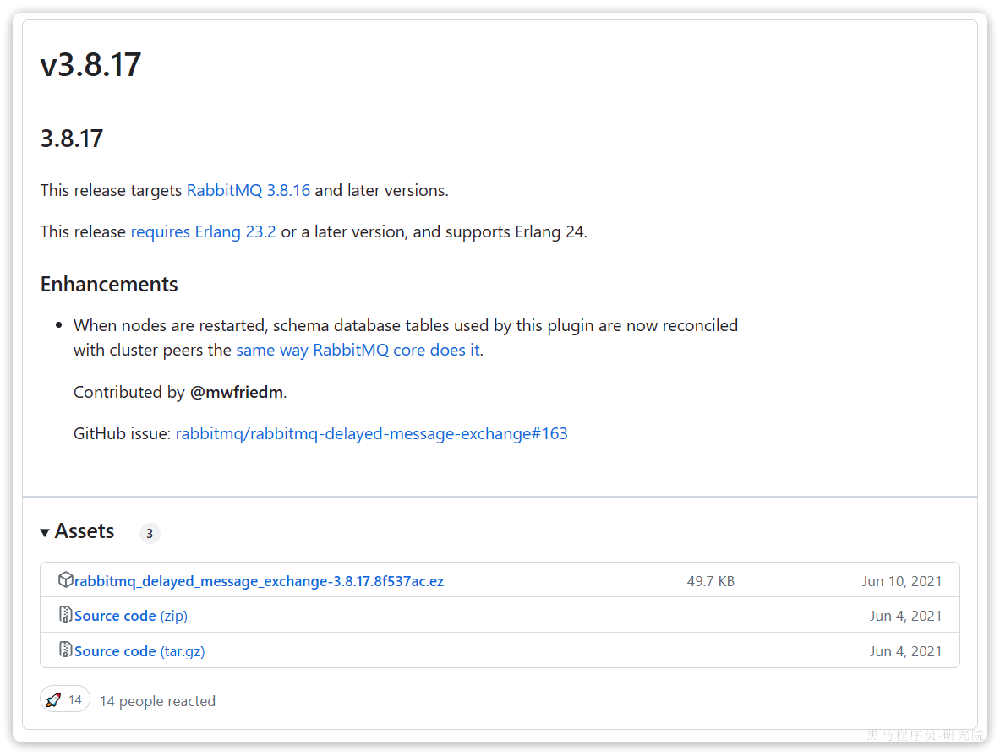 v3.8.17
3.8.17
This release targets RabbitMQ 3.8.16 and later versions.
This release requires Erlang 23.2 or a later version, and supports Erlang 24.
Enhancements
When nodes are restarted, schema database tables used by this plugin are now reconciled
with cluster peers the same way RabbitMQ core does it.
Contributed by @mwfriedm.
GitHub issue: rabbitmq/rabbitmq-delayed-message-exchange#163
Assets 3
rabbitmq_delayed_message_exchange-3.8.17.8f537ac.ez 49.7 KB Jun 10, 2021
Source code (zip) Jun 4, 2021
Source code (tar.gz) Jun 4, 2021
14 14 people reacted
黑马程序员-研究院